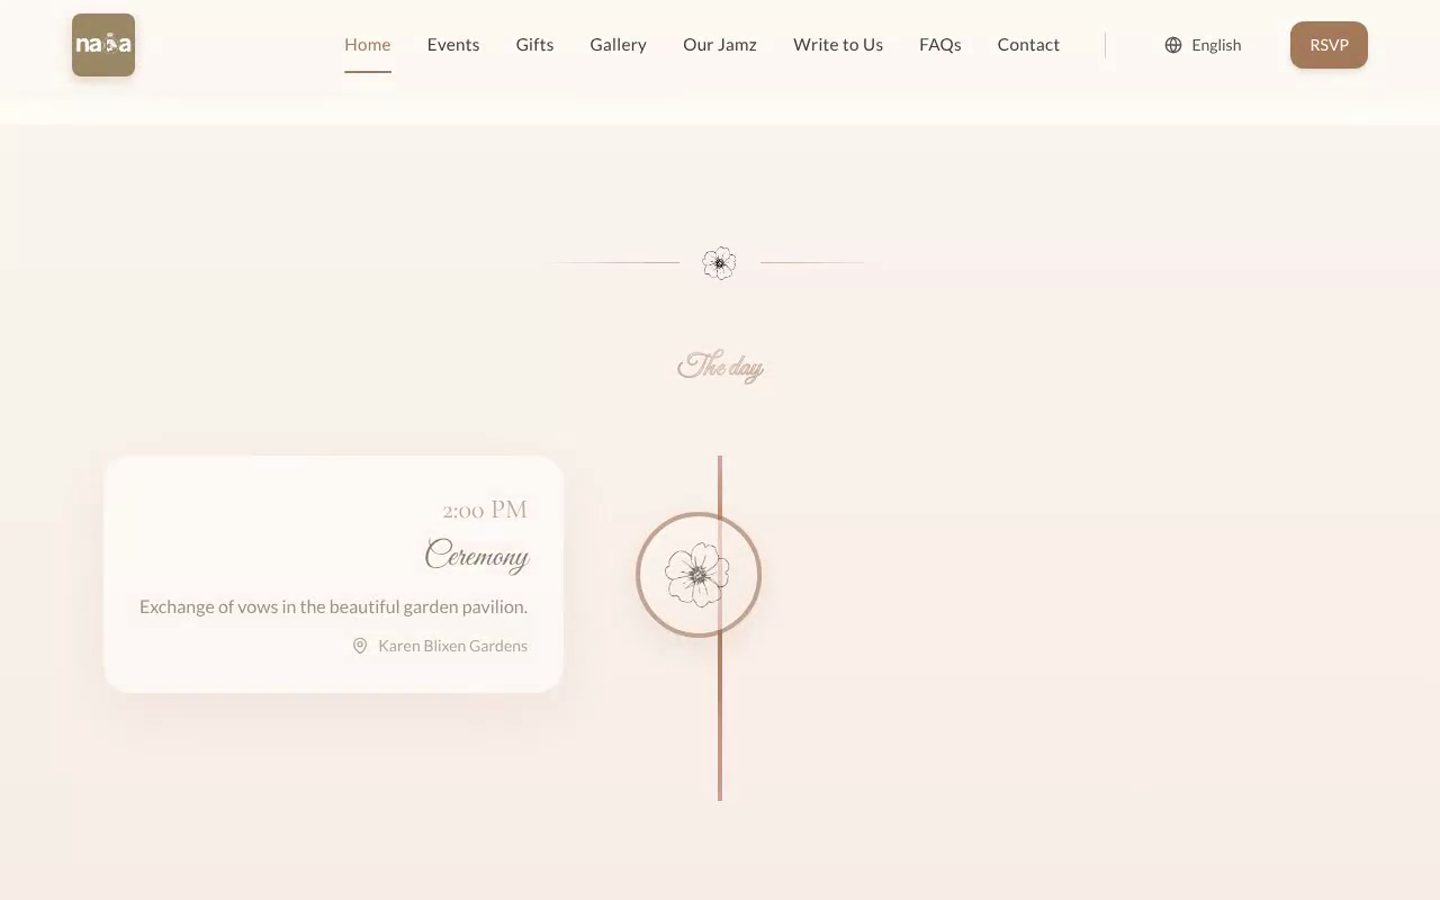 Home Events Gifts Gallery Our Jamz Write to Us FAQs Contact English RSVP
The day
2:00 PM
Ceremony
Exchange of vows in the beautiful garden pavilion.
Karen Blixen Gardens